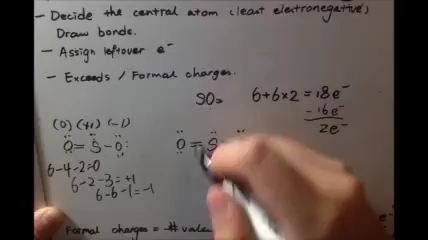 - Decide the central atom (least electronegative)
Draw bonds.
- Assign leftover e⁻
- Exceeds / Formal charges.
SO₂ 6+6×2=18e⁻
-16e⁻
2e⁻
(0) (+1) (-1)
O=S-O: O=S
6-4-2=0
6-2-3=+1
6-6-1=-1
Formal charges = # vale